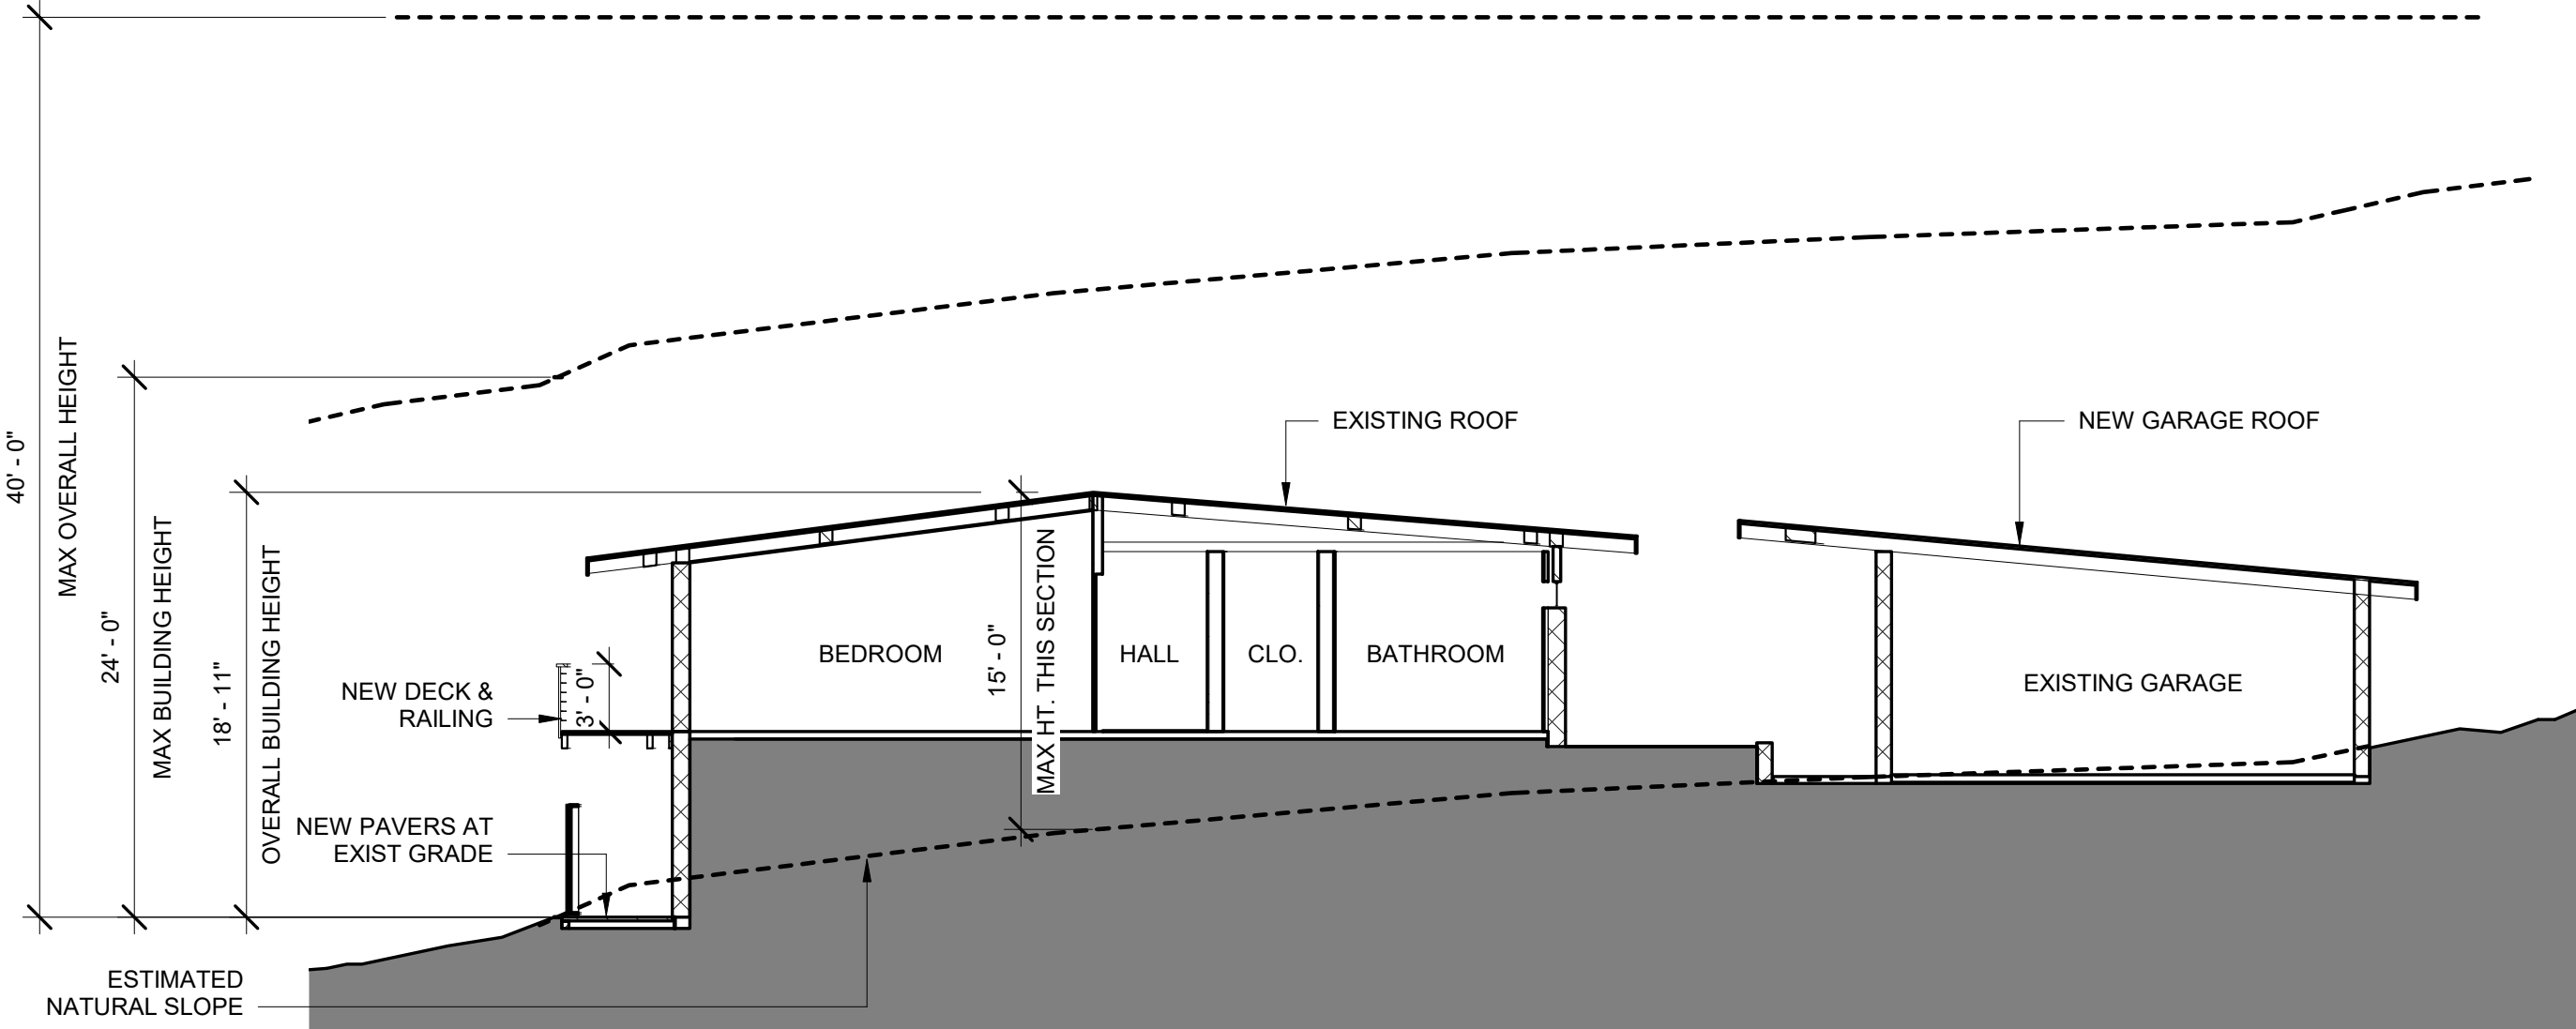 40' - 0"
MAX OVERALL HEIGHT
24' - 0"
MAX BUILDING HEIGHT
18' - 11"
OVERALL BUILDING HEIGHT
EXISTING ROOF
NEW GARAGE ROOF
15' - 0"
MAX HT. THIS SECTION
BEDROOM
HALL
CLO.
BATHROOM
EXISTING GARAGE
NEW DECK &
RAILING
3' - 0"
NEW PAVERS AT
EXIST GRADE
ESTIMATED
NATURAL SLOPE